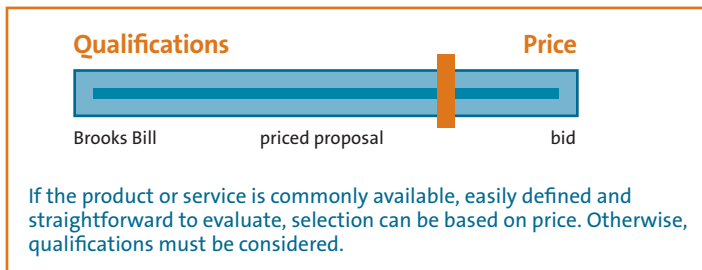 Qualifications Price
Brooks Bill priced proposal bid
If the product or service is commonly available, easily defined and
straightforward to evaluate, selection can be based on price. Otherwise,
qualifications must be considered.